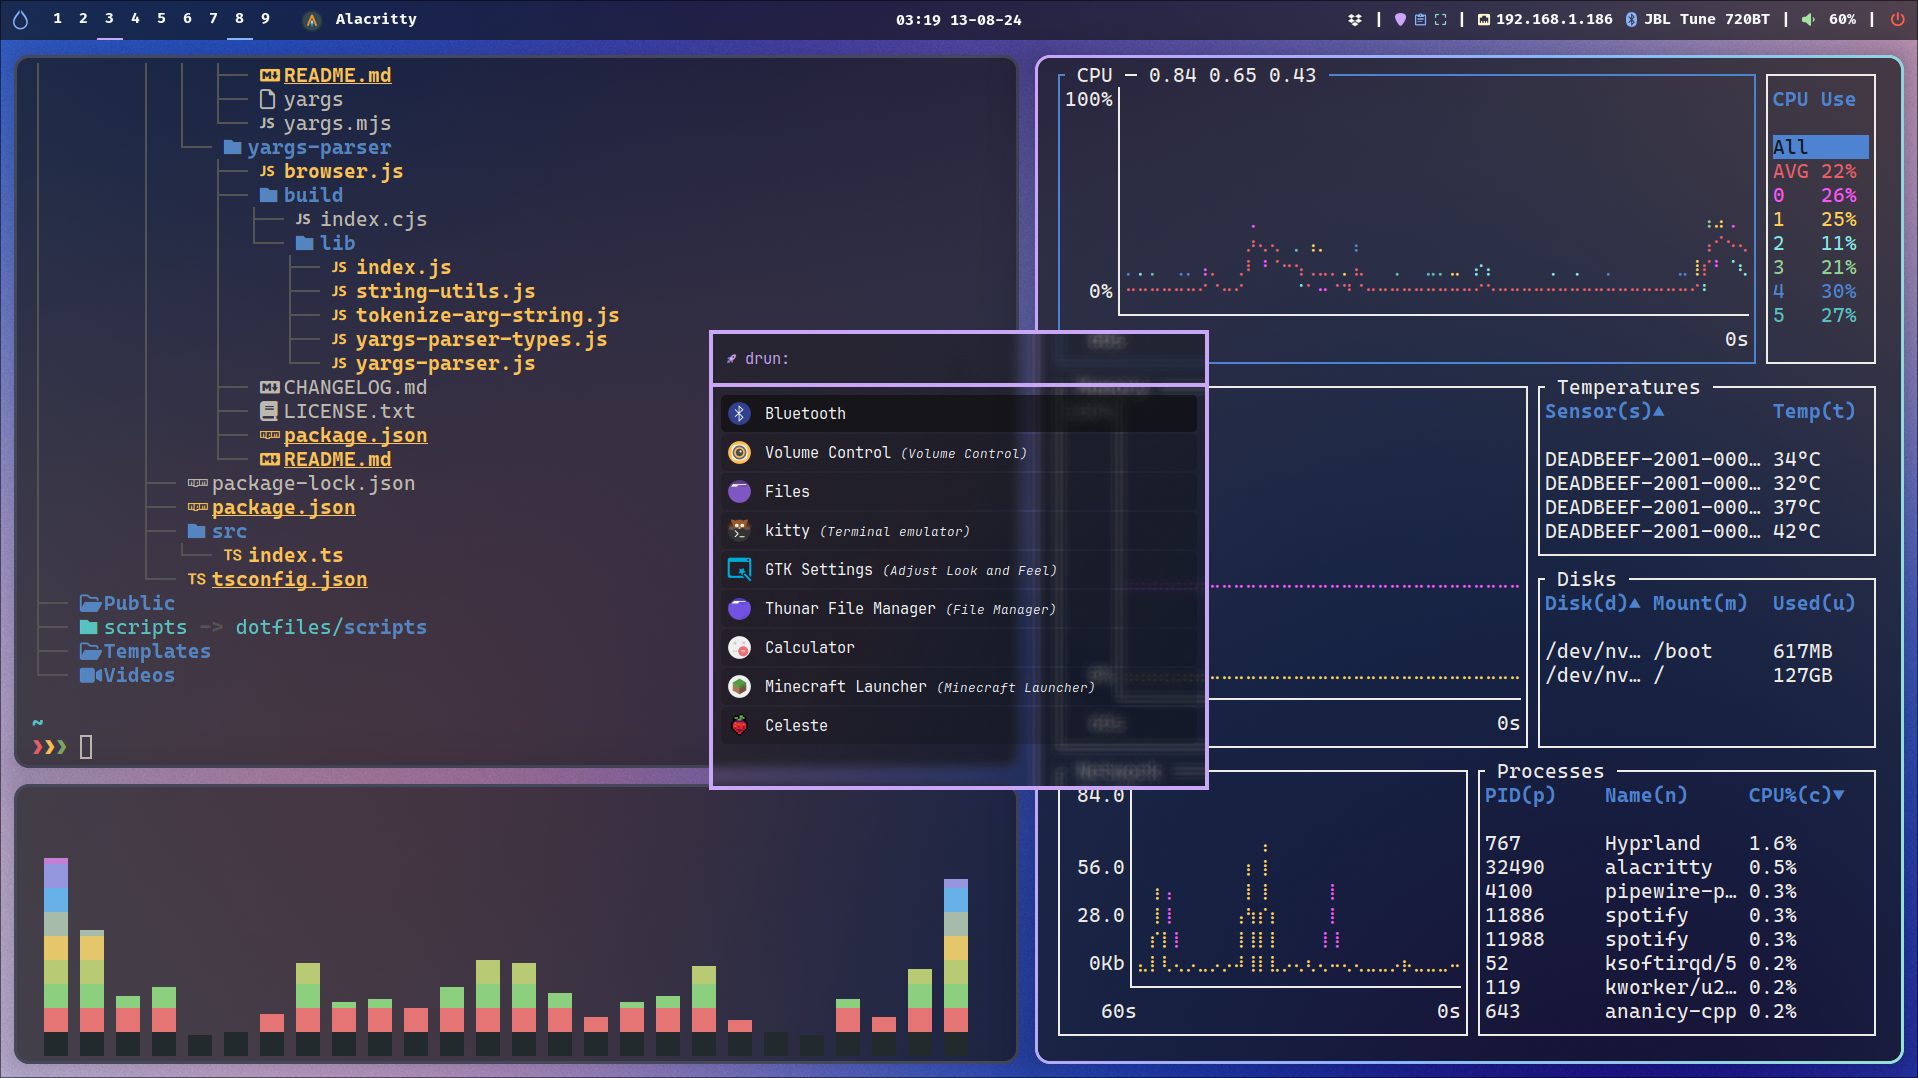 1 2 3 4 5 6 7 8 9 Alacritty
03:19 13-08-24
192.168.1.186 JBL Tune 720BT | 60% |
README.md
yargs
JS yargs.mjs
yargs-parser
JS browser.js
build
JS index.cjs
lib
JS index.js
JS string-utils.js
JS tokenize-arg-string.js
JS yargs-parser-types.js
JS yargs-parser.js
CHANGELOG.md
LICENSE.txt
package.json
README.md
package-lock.json
package.json
src
TS index.ts
TS tsconfig.json
Public
scripts -> dotfiles/scripts
Templates
Videos
~
❯❯❯
drun:
Bluetooth
Volume Control (Volume Control)
Files
kitty (Terminal emulator)
GTK Settings (Adjust Look and Feel)
Thunar File Manager (File Manager)
Calculator
Minecraft Launcher (Minecraft Launcher)
Celeste
CPU — 0.84 0.65 0.43
100%
0%
0s
CPU Use
All
AVG 22%
0 26%
1 25%
2 11%
3 21%
4 30%
5 27%
0s
Temperatures
Sensor(s)▲ Temp(t)
DEADBEEF-2001-000… 34°C
DEADBEEF-2001-000… 32°C
DEADBEEF-2001-000… 37°C
DEADBEEF-2001-000… 42°C
Disks
Disk(d)▲ Mount(m) Used(u)
/dev/nv… /boot 617MB
/dev/nv… / 127GB
Network
84.0
56.0
28.0
0Kb
60s 0s
Processes
PID(p) Name(n) CPU%(c)▼
767 Hyprland 1.6%
32490 alacritty 0.5%
4100 pipewire-p… 0.3%
11886 spotify 0.3%
11988 spotify 0.3%
52 ksoftirqd/5 0.2%
119 kworker/u2… 0.2%
643 ananicy-cpp 0.2%